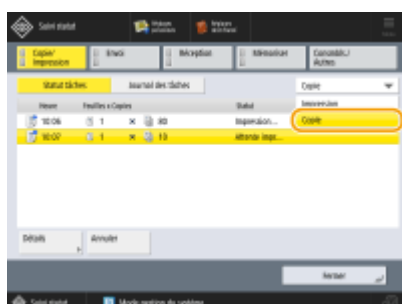 Suivi statut
Copie/
Impression
Envoi
Réception
Mémoriser
Consombl./
Autres
Statut tâches
Journal des tâches
Copie
Heure
Feuilles x Copies
Statut
Impression
10:06
1 x 80
Impression...
Copie
10:07
1 x 10
Attente impr...
Détails
Annuler
Fermer
Suivi statut
Mode gestion du système